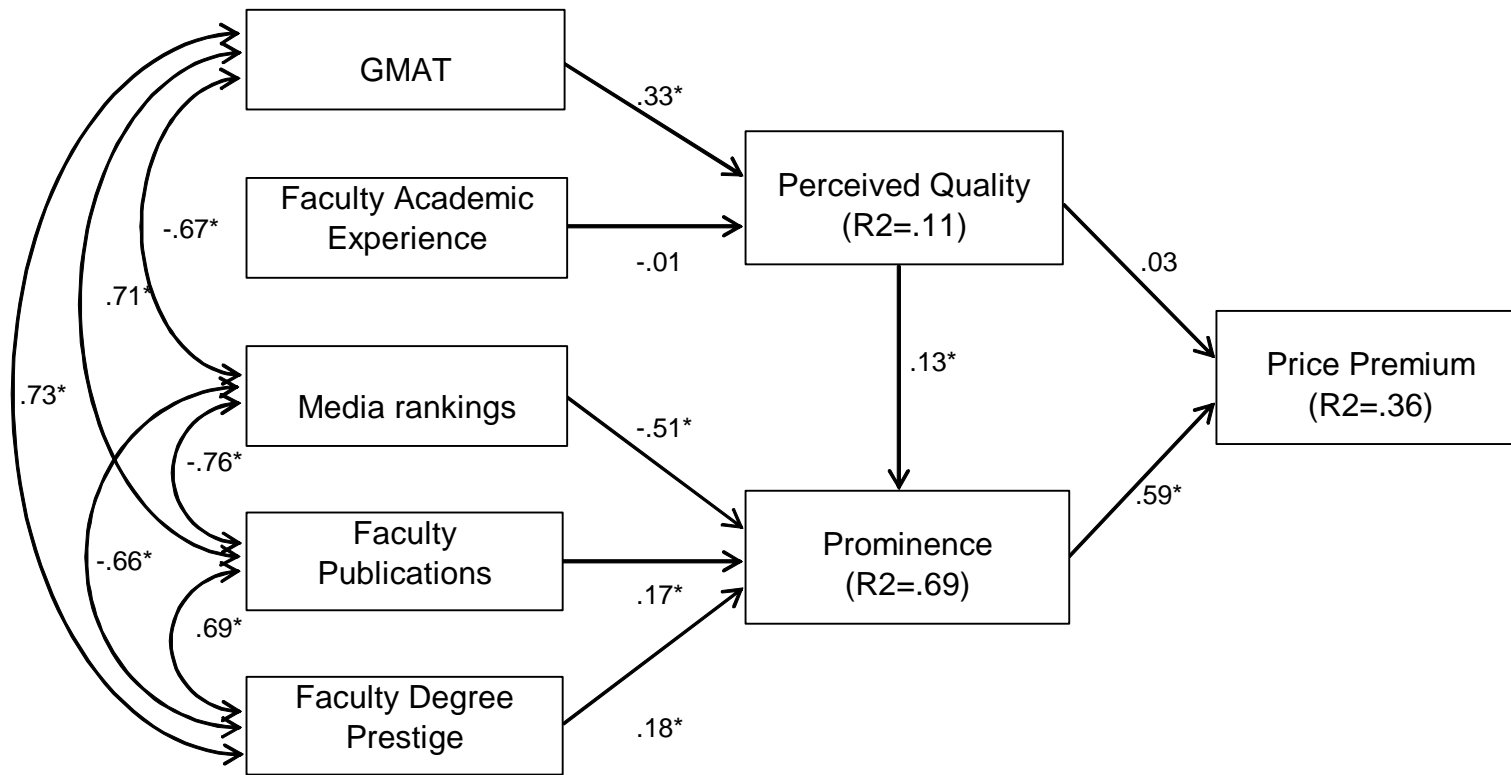 GMAT
.33*
Perceived Quality
(R2=.11)
Faculty Academic
Experience
-.67*
-.01
.03
.71*
Price Premium
(R2=.36)
.13*
.73*
Media rankings
-.51*
-.76*
.59*
Faculty
Publications
Prominence
(R2=.69)
-.66*
.17*
.69*
Faculty Degree
Prestige
.18*